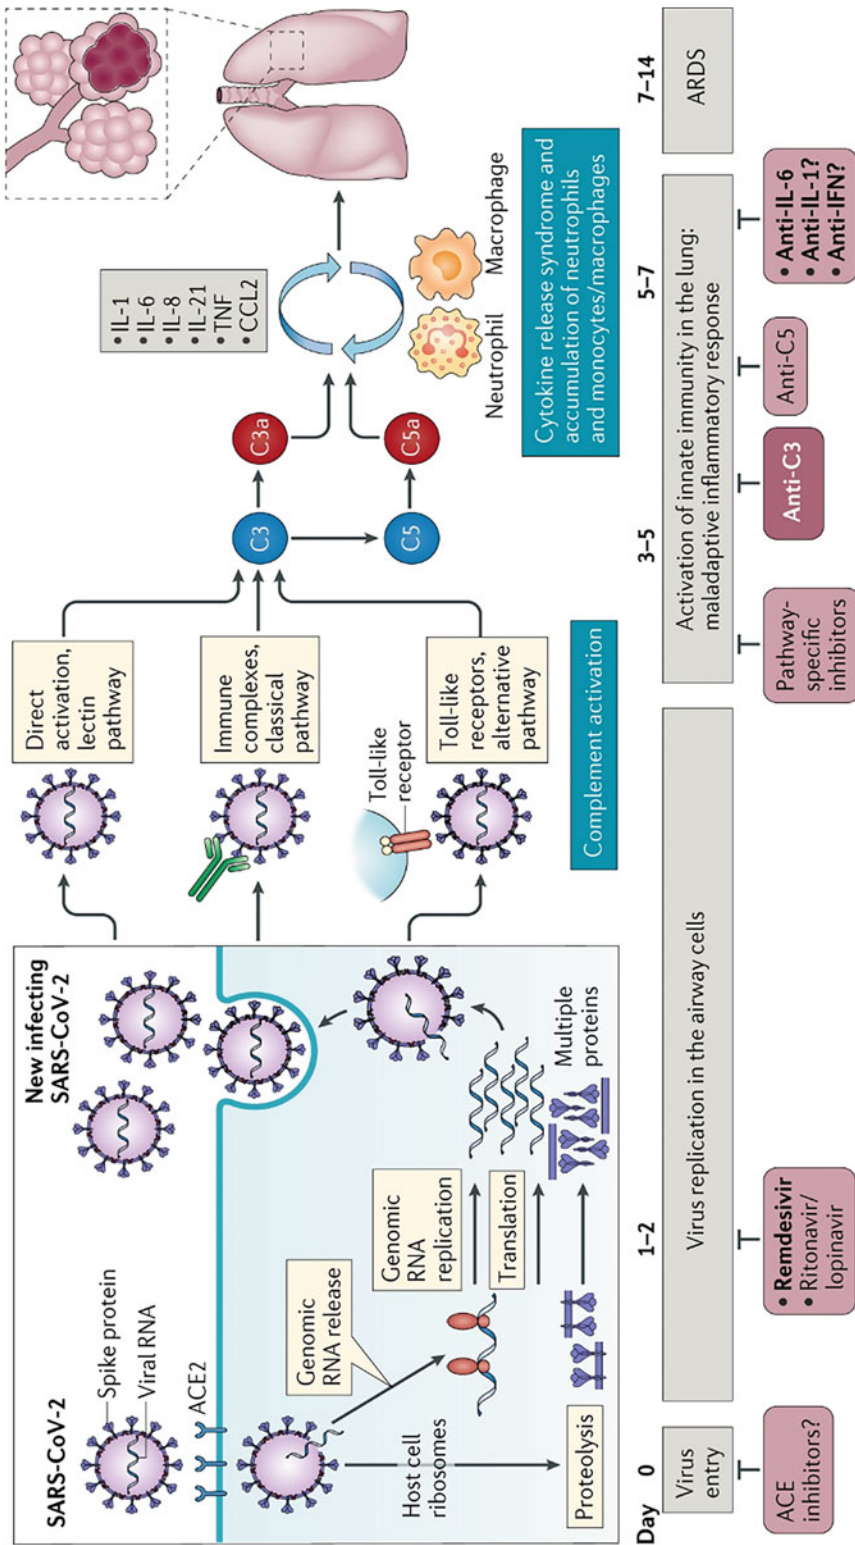 SARS-CoV-2
Spike protein
Viral RNA
ACE2
New infecting
SARS-CoV-2
Genomic
RNA release
Host cell
ribosomes
Proteolysis
Genomic
RNA
replication
Translation
Multiple
proteins
Direct
activation,
lectin
pathway
Immune
complexes,
classical
pathway
Toll-like
receptor
Toll-like
receptors,
alternative
pathway
Complement activation
C3
C3a
C5
C5a
• IL-1
• IL-6
• IL-8
• IL-21
• TNF
• CCL2
Neutrophil
Macrophage
Cytokine release syndrome and
accumulation of neutrophils
and monocytes/macrophages
Day 0
1–2
3–5
5–7
7–14
Virus
entry
Virus replication in the airway cells
Activation of innate immunity in the lung:
maladaptive inflammatory response
ARDS
ACE
inhibitors?
• Remdesivir
• Ritonavir/
lopinavir
Pathway-
specific
inhibitors
Anti-C3
Anti-C5
• Anti-IL-6
• Anti-IL-1?
• Anti-IFN?